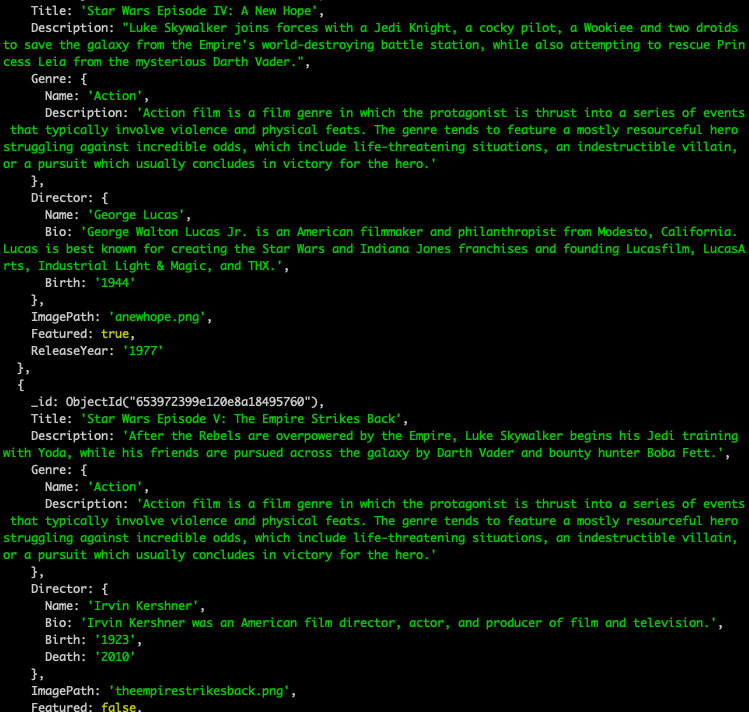 Title: 'Star Wars Episode IV: A New Hope',
Description: "Luke Skywalker joins forces with a Jedi Knight, a cocky pilot, a Wookiee and two droids
to save the galaxy from the Empire's world-destroying battle station, while also attempting to rescue Prin
cess Leia from the mysterious Darth Vader.",
Genre: {
Name: 'Action',
Description: 'Action film is a film genre in which the protagonist is thrust into a series of events
that typically involve violence and physical feats. The genre tends to feature a mostly resourceful hero
struggling against incredible odds, which include life-threatening situations, an indestructible villain,
or a pursuit which usually concludes in victory for the hero.'
},
Director: {
Name: 'George Lucas',
Bio: 'George Walton Lucas Jr. is an American filmmaker and philanthropist from Modesto, California.
Lucas is best known for creating the Star Wars and Indiana Jones franchises and founding Lucasfilm, LucasA
rts, Industrial Light & Magic, and THX.',
Birth: '1944'
},
ImagePath: 'anewhope.png',
Featured: true,
ReleaseYear: '1977'
},
{
_id: ObjectId("653972399e120e8a18495760"),
Title: 'Star Wars Episode V: The Empire Strikes Back',
Description: 'After the Rebels are overpowered by the Empire, Luke Skywalker begins his Jedi training
with Yoda, while his friends are pursued across the galaxy by Darth Vader and bounty hunter Boba Fett.',
Genre: {
Name: 'Action',
Description: 'Action film is a film genre in which the protagonist is thrust into a series of events
that typically involve violence and physical feats. The genre tends to feature a mostly resourceful hero
struggling against incredible odds, which include life-threatening situations, an indestructible villain,
or a pursuit which usually concludes in victory for the hero.'
},
Director: {
Name: 'Irvin Kershner',
Bio: 'Irvin Kershner was an American film director, actor, and producer of film and television.',
Birth: '1923',
Death: '2010'
},
ImagePath: 'theempirestrikesback.png',
Featured: false,